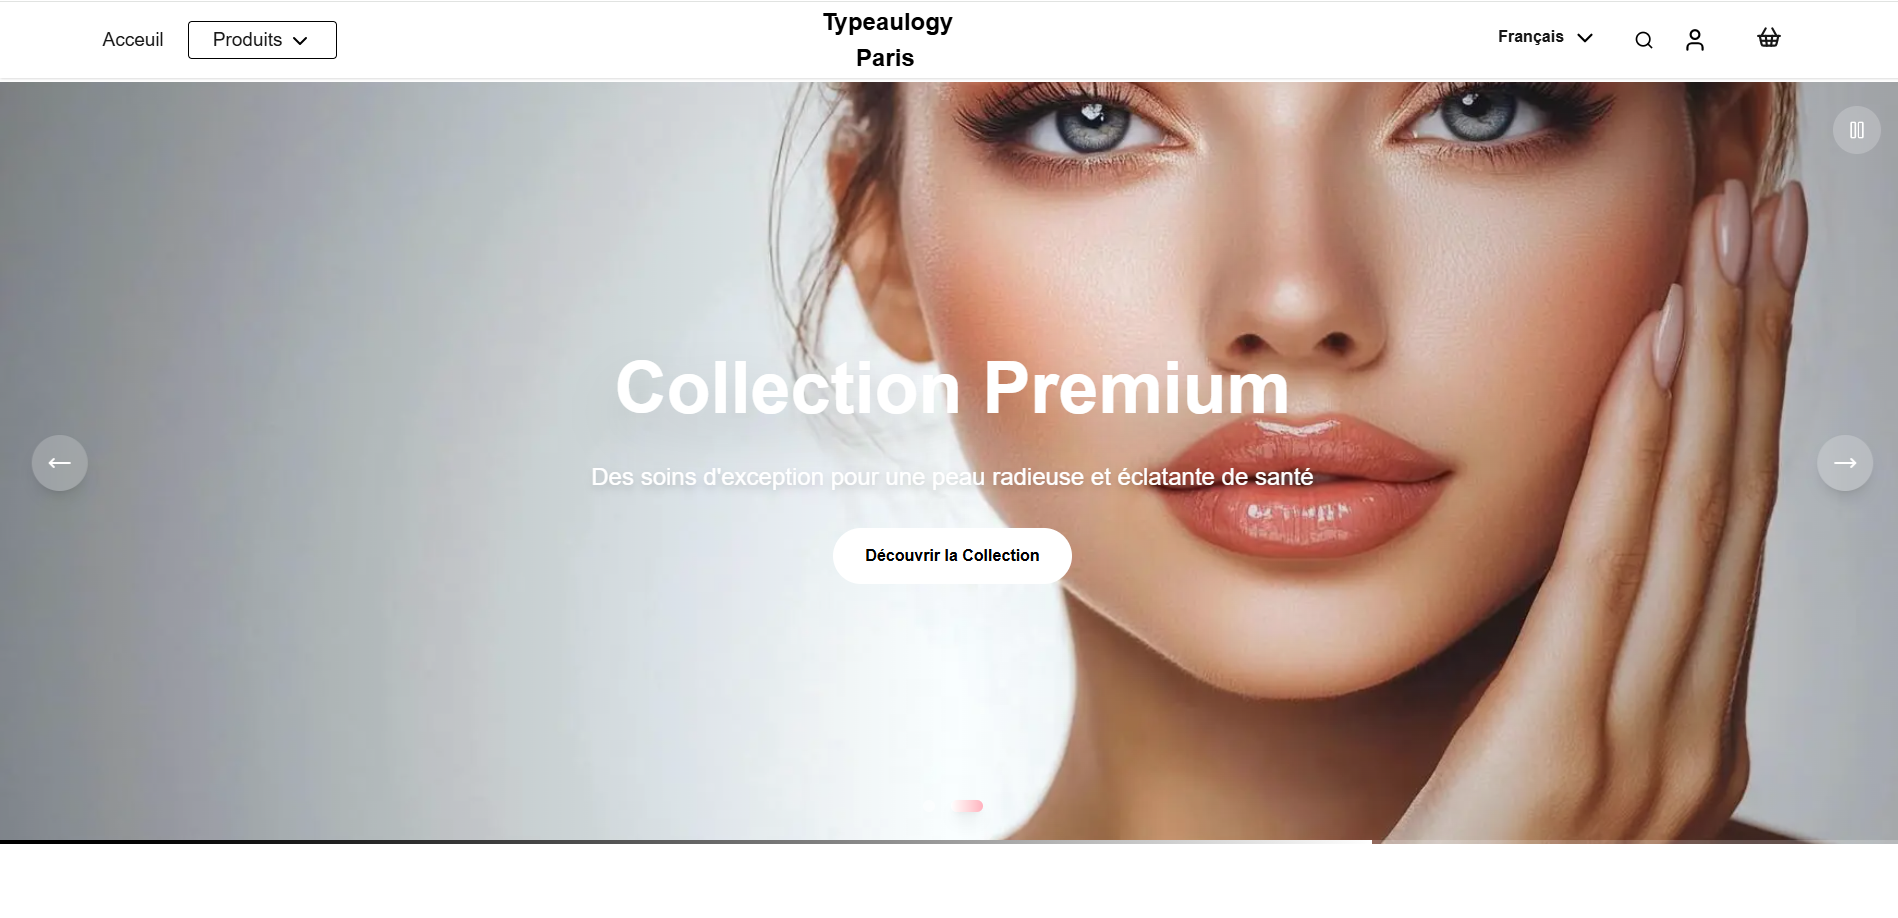 Acceuil
Produits
Typeaulogy
Paris
Français
Collection Premium
Des soins d'exception pour une peau radieuse et éclatante de santé
Découvrir la Collection